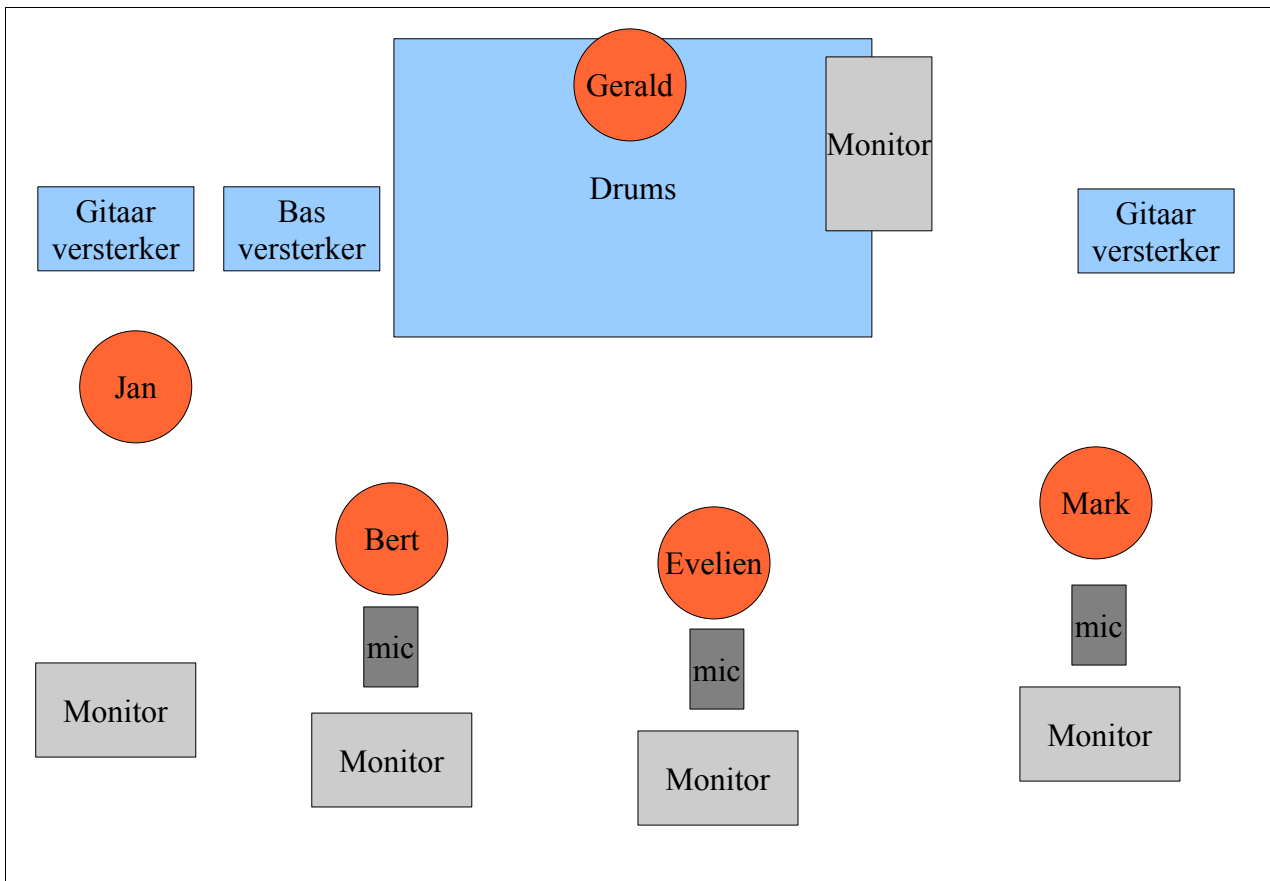 Gerald
Monitor
Drums
Gitaar
versterker
Bas
versterker
Gitaar
versterker
Jan
Bert
Evelien
Mark
mic
mic
mic
Monitor
Monitor
Monitor
Monitor